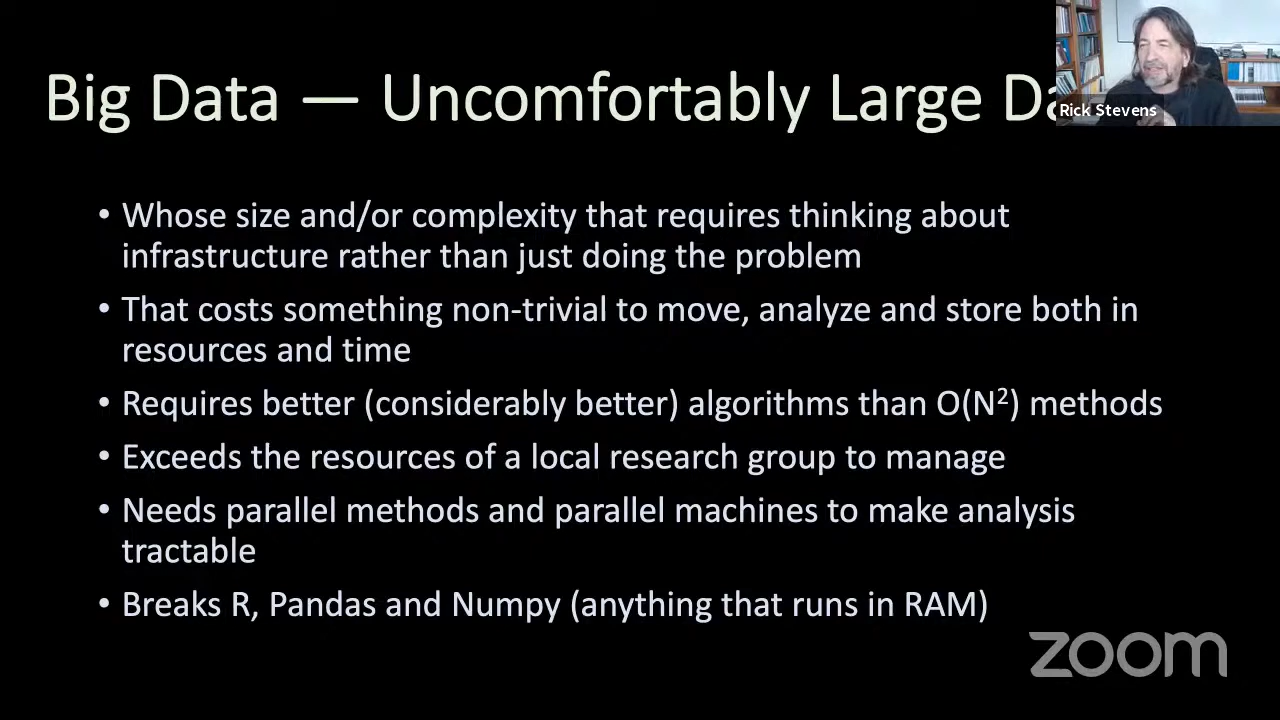 Big Data — Uncomfortably Large
Rick Stevens
• Whose size and/or complexity that requires thinking about
infrastructure rather than just doing the problem
• That costs something non-trivial to move, analyze and store both in
resources and time
• Requires better (considerably better) algorithms than O(N²) methods
• Exceeds the resources of a local research group to manage
• Needs parallel methods and parallel machines to make analysis
tractable
• Breaks R, Pandas and Numpy (anything that runs in RAM)
zoom